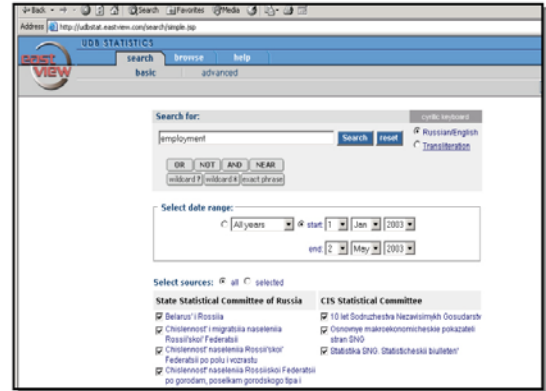 Back Search Favorites Media
Address http://udbstat.eastview.com/search/simple.jsp
UDB STATISTICS
east VIEW
search browse help
basic advanced
Search for: cyrillic keyboard
employment Search reset Russian/English
Transliteration
OR NOT AND NEAR
wildcard ? wildcard # exact phrase
Select date range:
All years start: 1 Jan 2003
end: 2 May 2003
Select sources: all selected
State Statistical Committee of Russia CIS Statistical Committee
Belarus' i Rossiia 10 let Sodruzhestva Nezavisimykh Gosudarstv
Chislennost' i migratsiia naseleniia Osnovnye makroekonomicheskie pokazateli
Rossii'skoi' Federatsii stran SNG
Chislennost' naseleniia Rossii'skoi' Statistika SNG. Statisticheskii biulleten'
Federatsii po polu i vozrastu
Chislennost' naseleniia Rossiiskoi Federatsii
po gorodam, poselkam gorodskogo tipa i